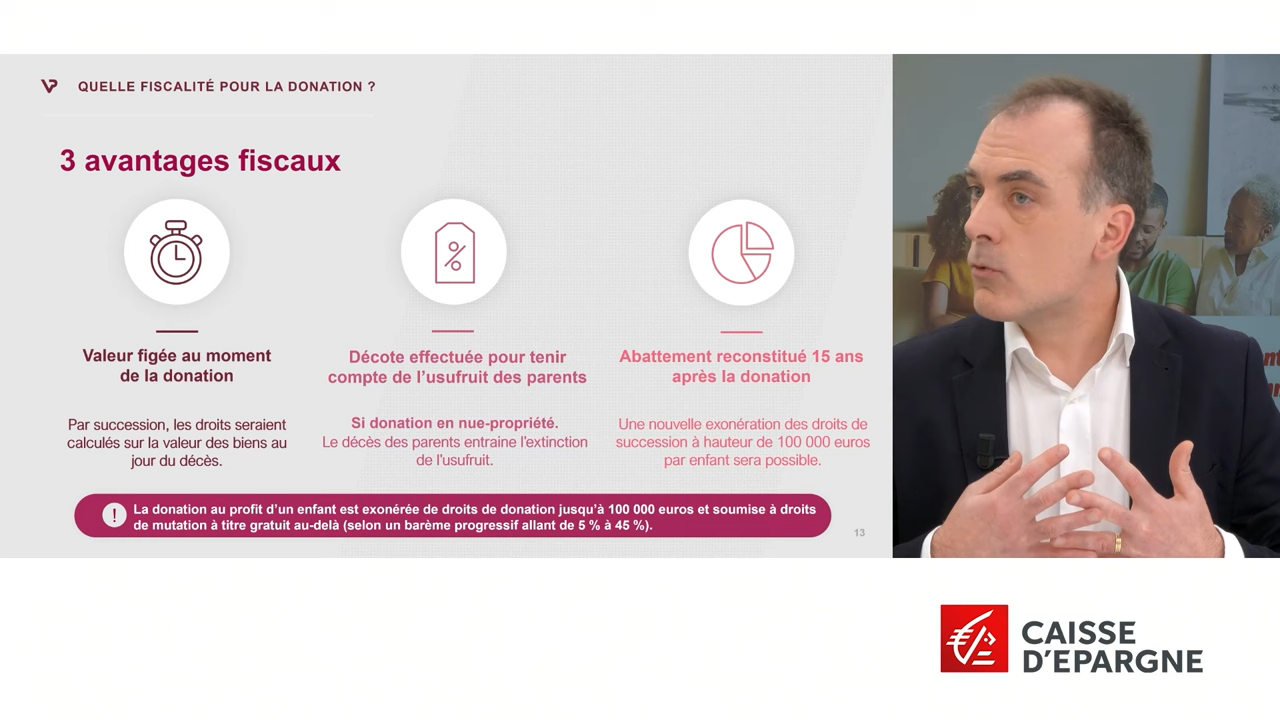 QUELLE FISCALITÉ POUR LA DONATION ?
3 avantages fiscaux
Valeur figée au moment
de la donation
Par succession, les droits seraient
calculés sur la valeur des biens au
jour du décès.
Décote effectuée pour tenir
compte de l’usufruit des parents
Si donation en nue-propriété.
Le décès des parents entraine l’extinction
de l’usufruit.
Abattement reconstitué 15 ans
après la donation
Une nouvelle exonération des droits de
succession à hauteur de 100 000 euros
par enfant sera possible.
!
La donation au profit d’un enfant est exonérée de droits de donation jusqu’à 100 000 euros et soumise à droits
de mutation à titre gratuit au-delà (selon un barème progressif allant de 5 % à 45 %).
13
CAISSE
D’EPARGNE